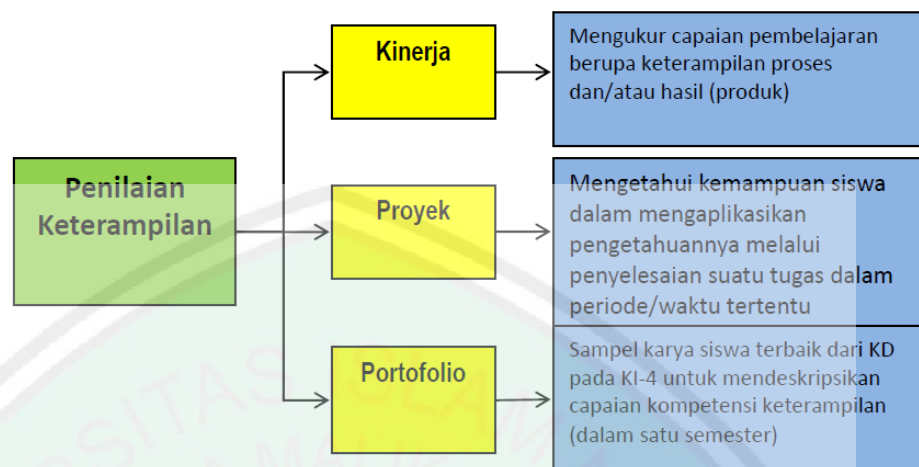 Kinerja
Mengukur capaian pembelajaran
berupa keterampilan proses
dan/atau hasil (produk)
Penilaian
Keterampilan
Proyek
Mengetahui kemampuan siswa
dalam mengaplikasikan
pengetahuannya melalui
penyelesaian suatu tugas dalam
periode/waktu tertentu
Portofolio
Sampel karya siswa terbaik dari KD
pada KI-4 untuk mendeskripsikan
capaian kompetensi keterampilan
(dalam satu semester)